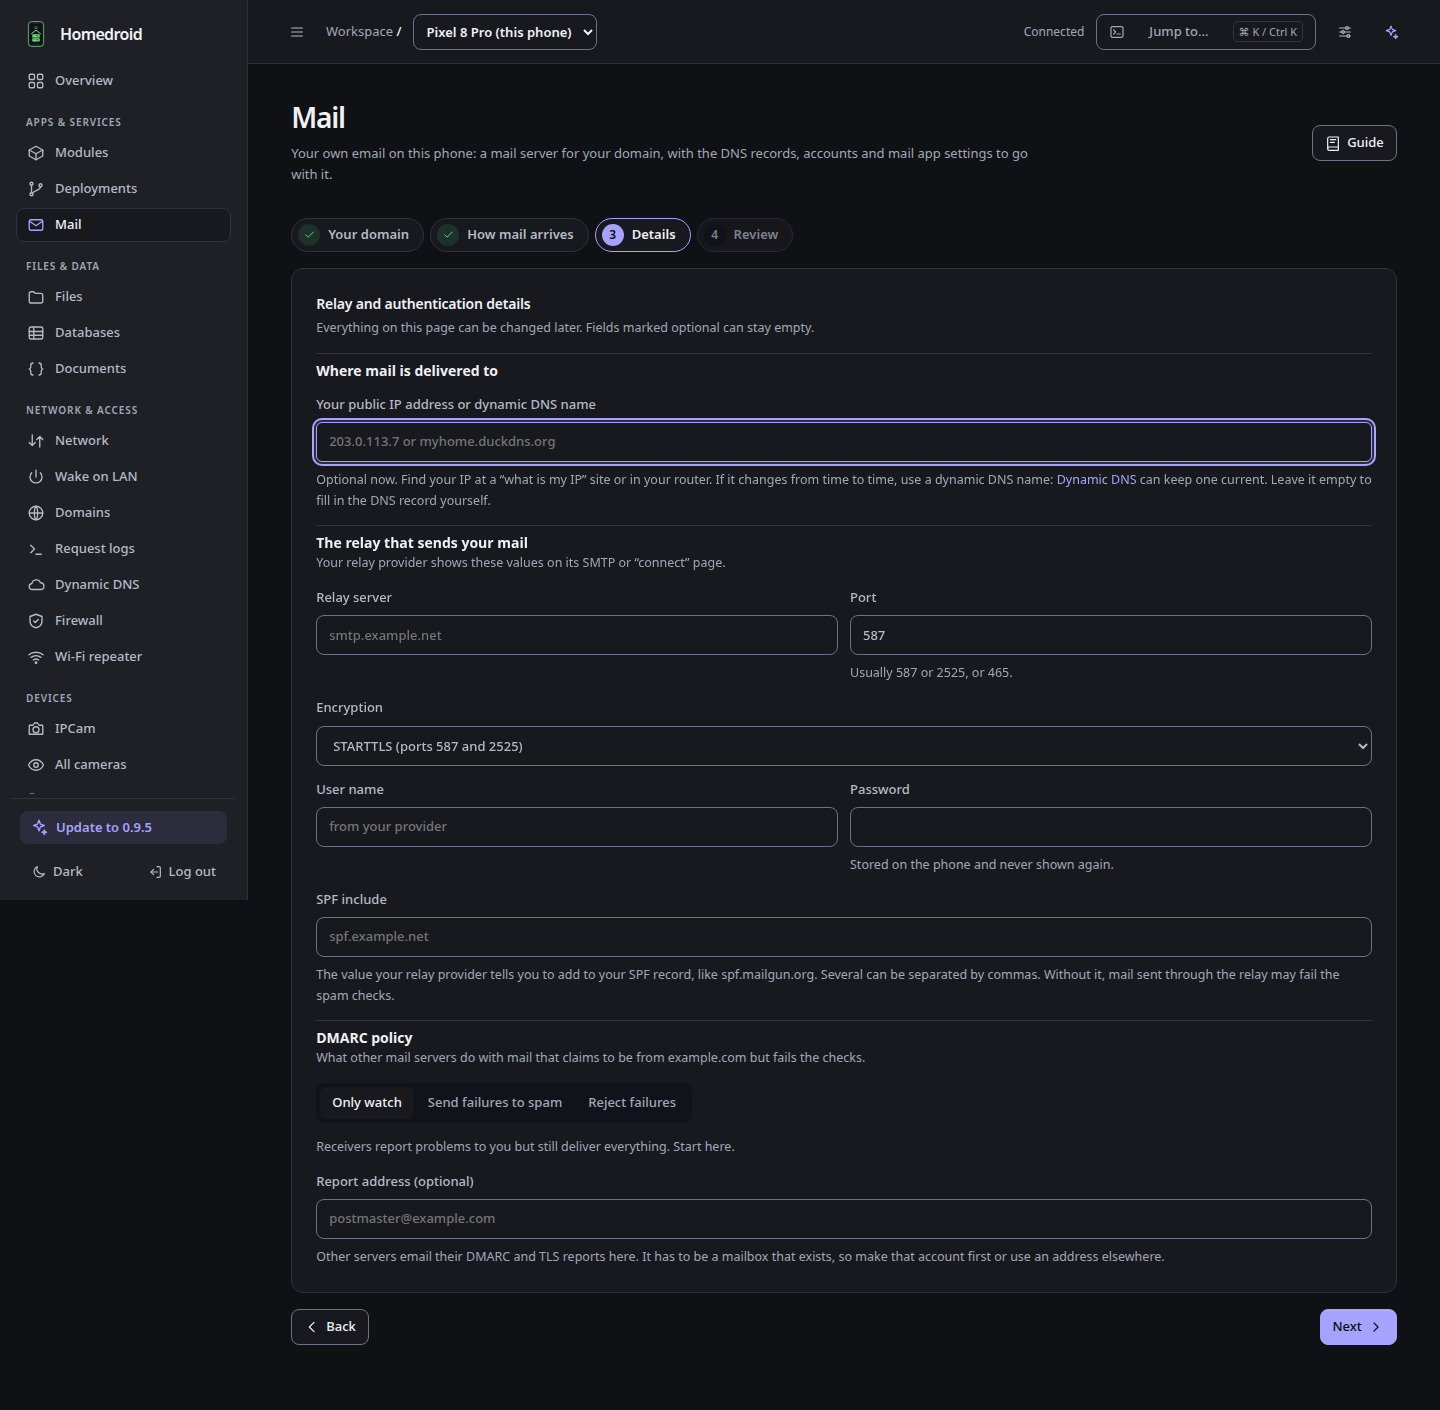 Homedroid
Overview
APPS & SERVICES
Modules
Deployments
Mail
FILES & DATA
Files
Databases
Documents
NETWORK & ACCESS
Network
Wake on LAN
Domains
Request logs
Dynamic DNS
Firewall
Wi-Fi repeater
DEVICES
IPCam
All cameras
Update to 0.9.5
Dark
Log out
Workspace /
Pixel 8 Pro (this phone)
Connected
Jump to...
⌘ K / Ctrl K
Mail
Your own email on this phone: a mail server for your domain, with the DNS records, accounts and mail app settings to go
with it.
Guide
Your domain
How mail arrives
3 Details
4 Review
Relay and authentication details
Everything on this page can be changed later. Fields marked optional can stay empty.
Where mail is delivered to
Your public IP address or dynamic DNS name
203.0.113.7 or myhome.duckdns.org
Optional now. Find your IP at a “what is my IP” site or in your router. If it changes from time to time, use a dynamic DNS name: Dynamic DNS can keep one current. Leave it empty to
fill in the DNS record yourself.
The relay that sends your mail
Your relay provider shows these values on its SMTP or “connect” page.
Relay server
smtp.example.net
Port
587
Usually 587 or 2525, or 465.
Encryption
STARTTLS (ports 587 and 2525)
User name
from your provider
Password
Stored on the phone and never shown again.
SPF include
spf.example.net
The value your relay provider tells you to add to your SPF record, like spf.mailgun.org. Several can be separated by commas. Without it, mail sent through the relay may fail the
spam checks.
DMARC policy
What other mail servers do with mail that claims to be from example.com but fails the checks.
Only watch
Send failures to spam
Reject failures
Receivers report problems to you but still deliver everything. Start here.
Report address (optional)
postmaster@example.com
Other servers email their DMARC and TLS reports here. It has to be a mailbox that exists, so make that account first or use an address elsewhere.
Back
Next